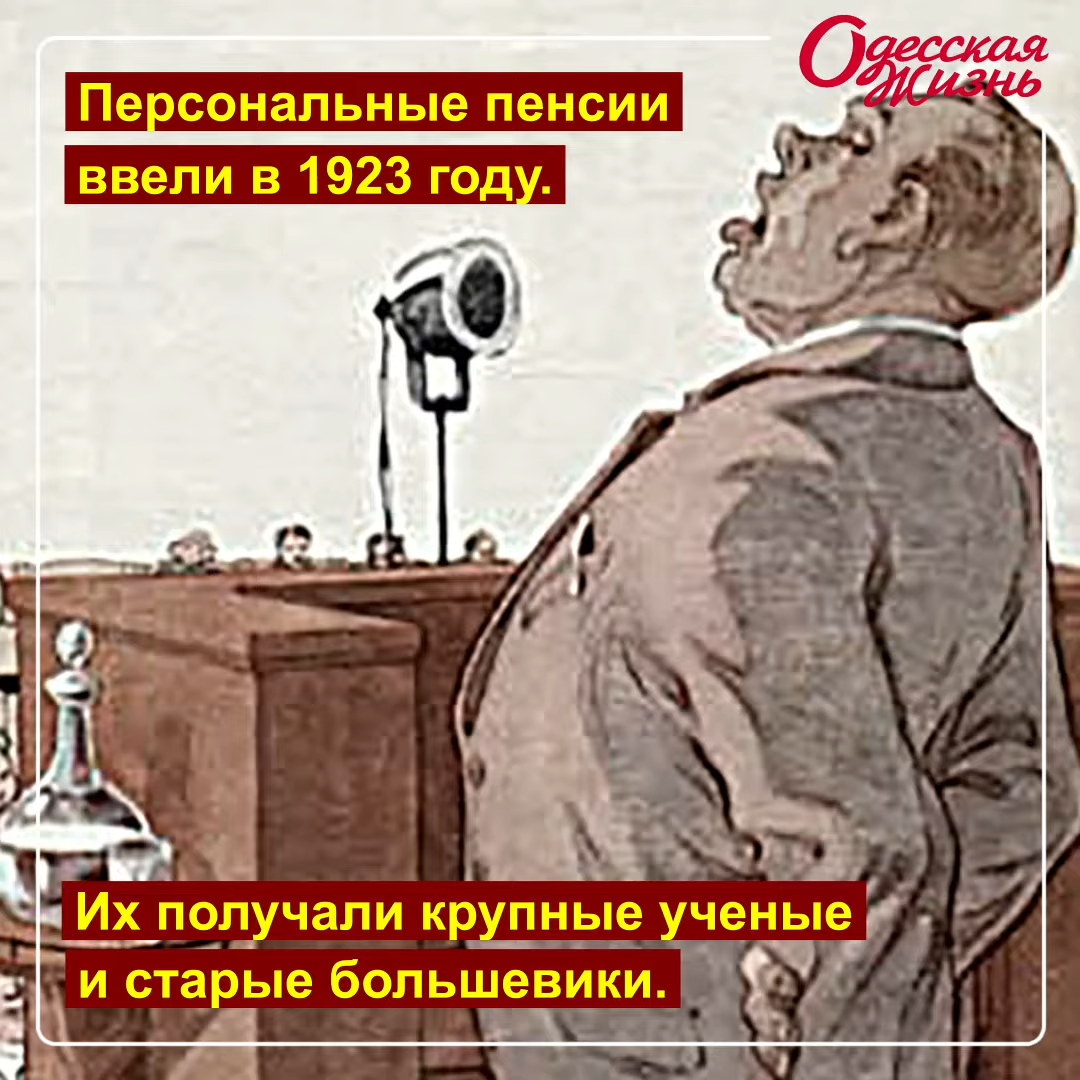 Одесская
Жизнь
Персональные пенсии
ввели в 1923 году.
Их получали крупные ученые
и старые большевики.